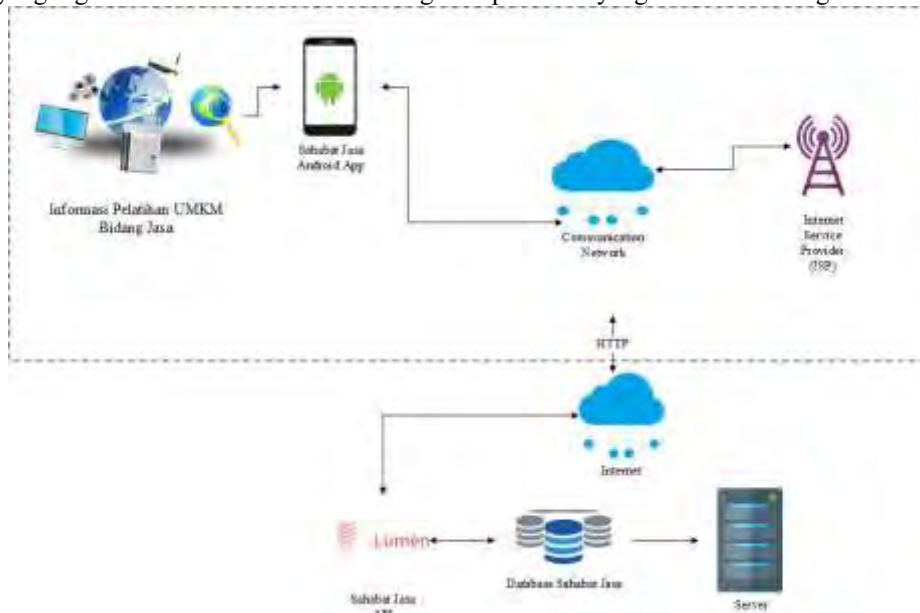 Informasi Pelatihan UMKM
Bidang Jasa
Sahabat Jasa
Android App
Communication
Network
Internet
Service
Provider
(ISP)
HTTP
Internet
Lumen
Database Sahabat Jasa
Sahabat Jasa
Server